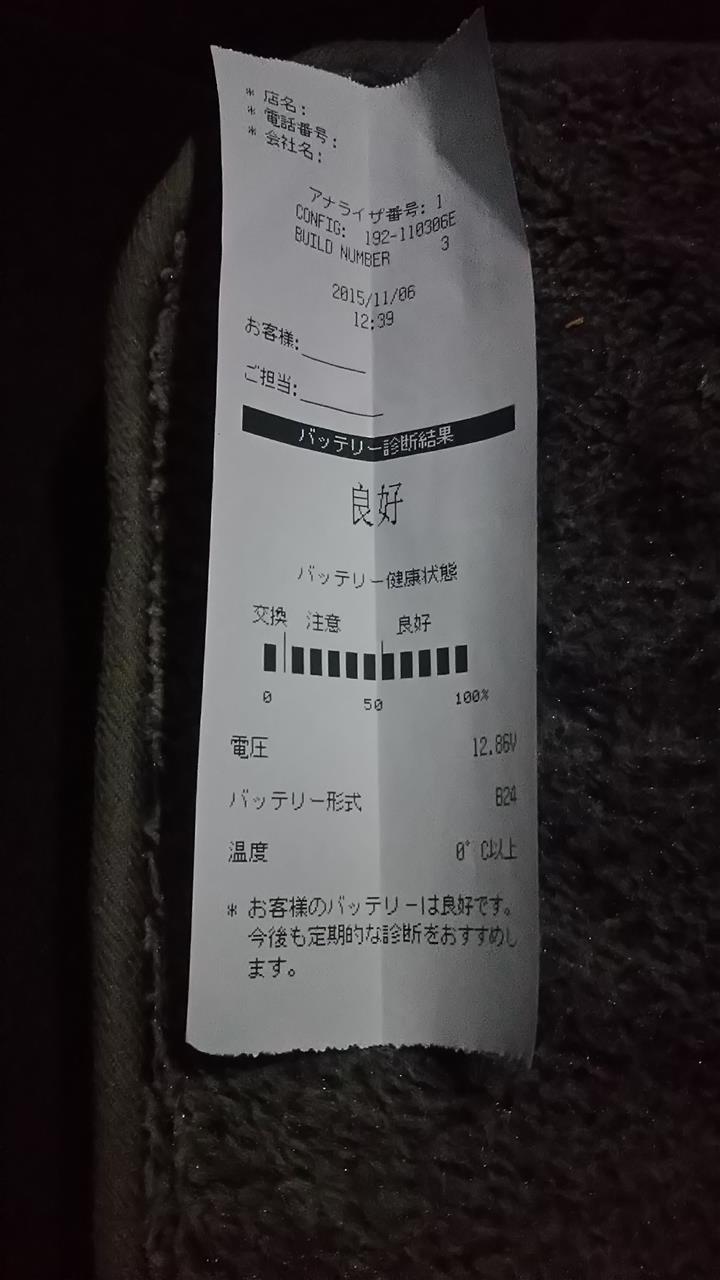 * 店名:
* 電話番号:
* 会社名:
アナライザ番号: 1
CONFIG: 192-110306E
BUILD NUMBER 3
2015/11/06
12:39
お客様:
ご担当:
バッテリー診断結果
良好
バッテリー健康状態
交換 注意 良好
0 50 100%
電圧 12.86V
バッテリー形式 B24
温度 0°C以上
* お客様のバッテリーは良好です。
今後も定期的な診断をおすすめし
ます。